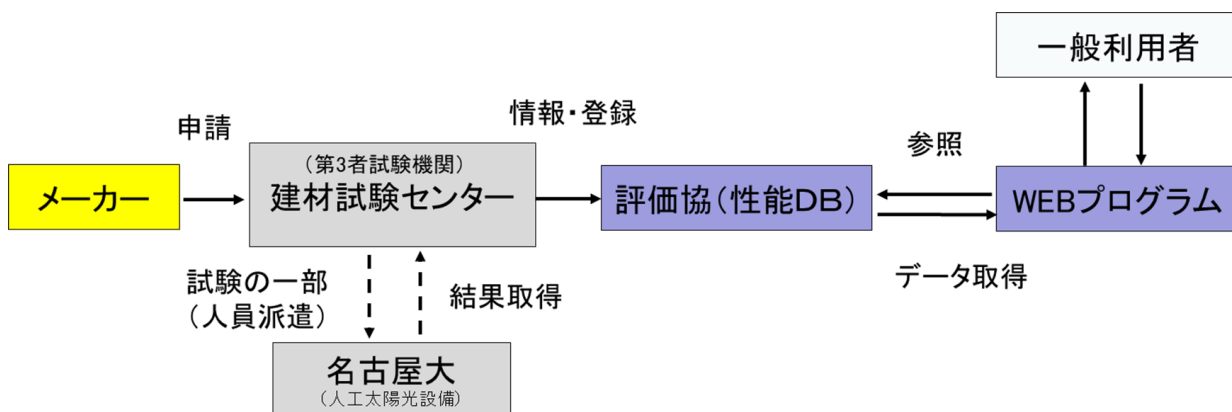 一般利用者
情報・登録
申請
参照
(第3者試験機関)
建材試験センター
メーカー
評価協(性能DB)
WEBプログラム
試験の一部
(人員派遣)
結果取得
データ取得
名古屋大
(人工太陽光設備)